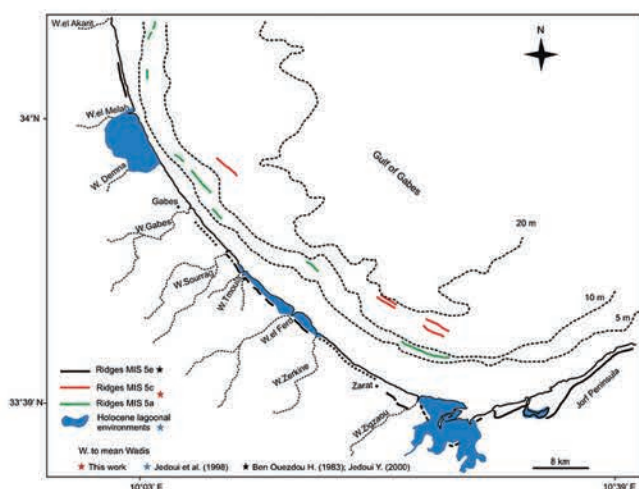 W.el Akarit
N
34°N
W.el Melah
W. Demna
Gulf of Gabes
Gabes
W.Gabes
20 m
W.Sourrag
10 m
5 m
W.el Ferd
W.Zerkine
Zarat
33°39'N
W.Zigzaou
Jorf Peninsula
Ridges MIS 5e
Ridges MIS 5c
Ridges MIS 5a
Holocene lagoonal
environments
W. to mean Wadis
This work
Jedoui et al. (1998)
Ben Ouezdou H. (1983); Jedoui Y. (2000)
8 km
10°03'E
10°39'E